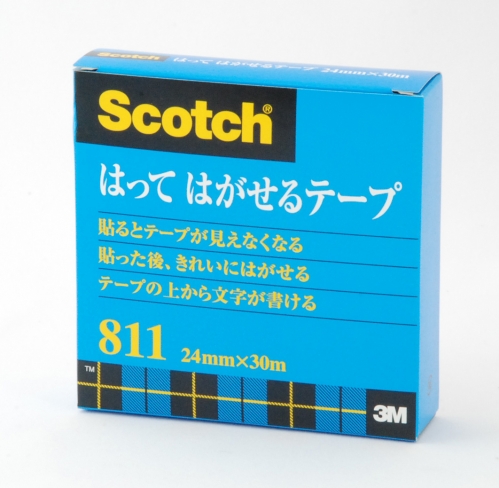 はって はがせるテープ 24mm×30m
Scotch®
はって はがせるテープ
貼るとテープが見えなくなる
貼った後、きれいにはがせる
テープの上から文字が書ける
811 24mm×30m
TM
3M